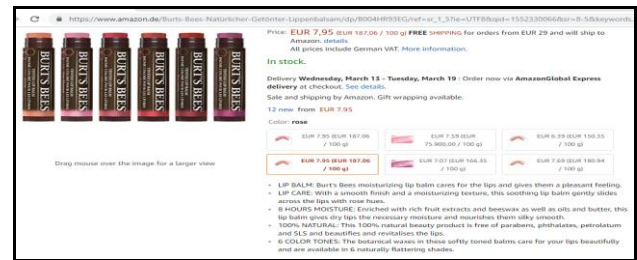 https://www.amazon.de/Burts-Bees-Natürlicher-Getönter-Lippenbalsam/dp/B004HR93EG/ref=sr_1_5?ie=UTF8&qid=1552330066&sr=8-5&keywords
BURT'S BEES
BURT'S BEES
BURT'S BEES
BURT'S BEES
BURT'S BEES
BURT'S BEES
Drag mouse over the image for a larger view
Price: EUR 7,95 (EUR 187.06 / 100 g) FREE SHIPPING for orders from EUR 29 and will ship to
Amazon. details
All prices include German VAT. More information.
In stock.
Delivery Wednesday, March 13 - Tuesday, March 19 : Order now via AmazonGlobal Express
delivery at checkout. See details.
Sale and shipping by Amazon. Gift wrapping available.
12 new from EUR 7.95
Color: rose
EUR 7.95 (EUR 187.06
/ 100 g)
EUR 7.59 (EUR
75.900,00 / 100 g)
EUR 6.39 (EUR 150.35
/ 100 g)
EUR 7.95 (EUR 187.06
/ 100 g)
EUR 7.07 (EUR 166.35
/ 100 g)
EUR 7.69 (EUR 180.94
/ 100 g)
LIP BALM: Burt's Bees moisturizing lip balm cares for the lips and gives them a pleasant feeling.
LIP CARE: With a smooth finish and a moisturizing texture, this soothing lip balm gently slides
across the lips with rose hues.
8 HOURS MOISTURE: Enriched with rich fruit extracts and beeswax as well as oils and butter, this
lip balm gives dry lips the necessary moisture and nourishes them silky smooth.
100% NATURAL: This 100% natural beauty product is free of parabens, phthalates, petrolatum
and SLS and beautifies and revitalises the lips.
6 COLOR TONES: The botanical waxes in these softly toned balms care for your lips beautifully
and are available in 6 naturally flattering shades.